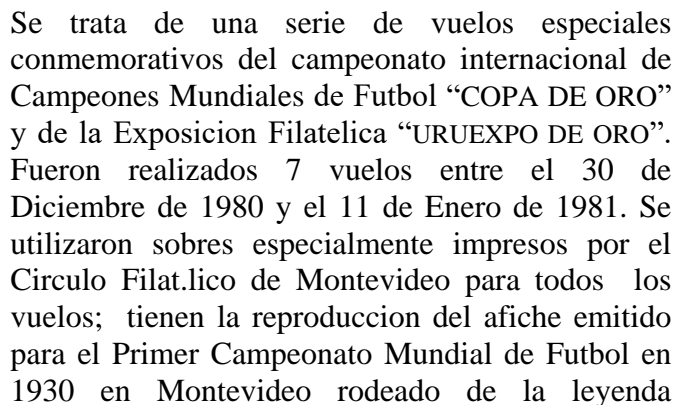 Se trata de una serie de vuelos especiales
conmemorativos del campeonato internacional de
Campeones Mundiales de Futbol “COPA DE ORO”
y de la Exposicion Filatelica “URUEXPO DE ORO”.
Fueron realizados 7 vuelos entre el 30 de
Diciembre de 1980 y el 11 de Enero de 1981. Se
utilizaron sobres especialmente impresos por el
Circulo Filat.lico de Montevideo para todos los
vuelos; tienen la reproduccion del afiche emitido
para el Primer Campeonato Mundial de Futbol en
1930 en Montevideo rodeado de la leyenda